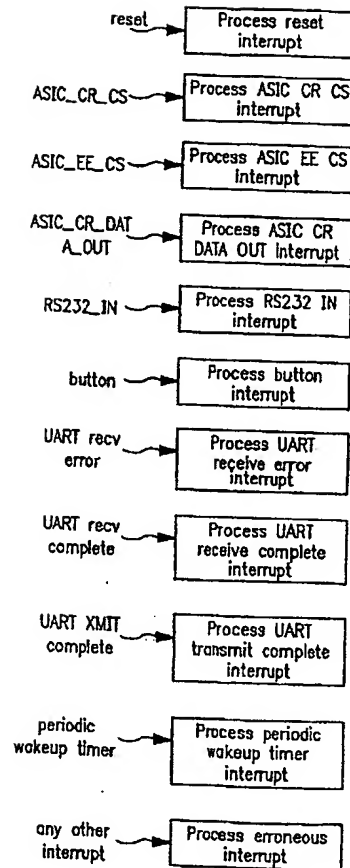 reset
Process reset
interrupt
ASIC_CR_CS
Process ASIC CR CS
interrupt
ASIC_EE_CS
Process ASIC EE CS
interrupt
ASIC_CR_DAT
A_OUT
Process ASIC CR
DATA OUT interrupt
RS232_IN
Process RS232 IN
interrupt
button
Process button
interrupt
UART recv
error
Process UART
receive error
interrupt
UART recv
complete
Process UART
receive complete
interrupt
UART XMIT
complete
Process UART
transmit complete
interrupt
periodic
wakeup timer
Process periodic
wakeup timer
interrupt
any other
interrupt
Process erroneous
interrupt